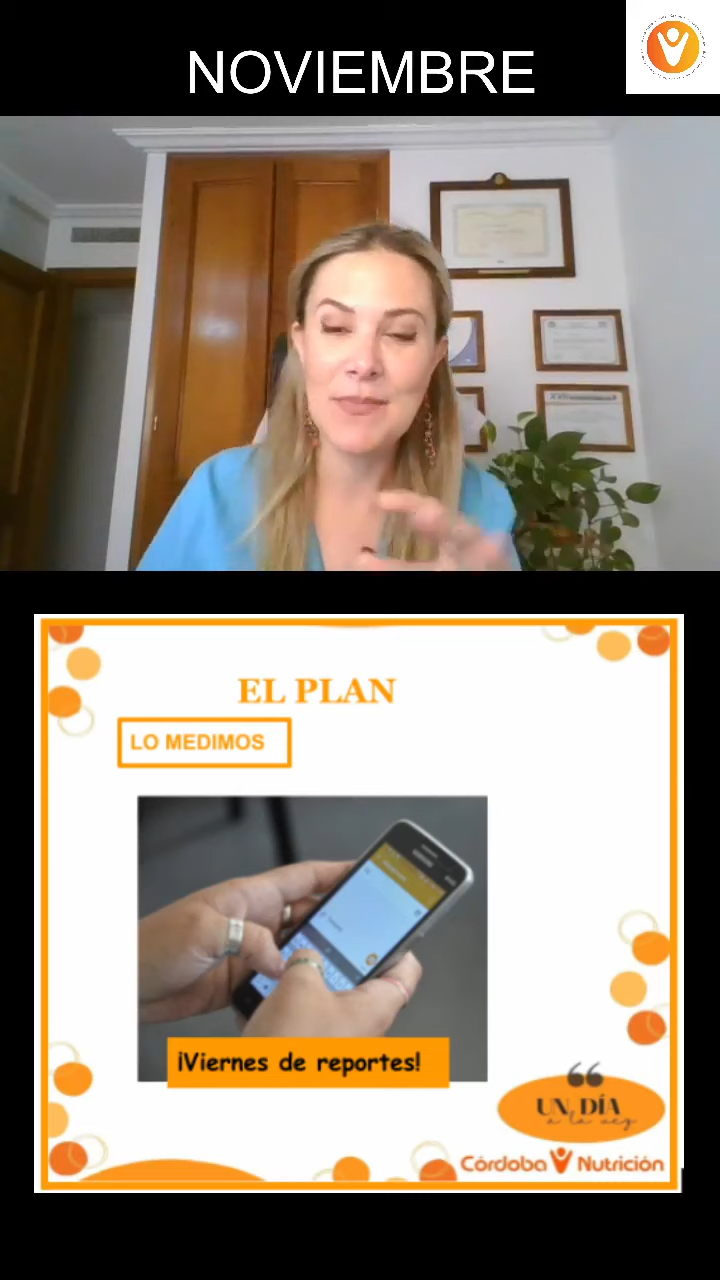 NOVIEMBRE
EL PLAN
LO MEDIMOS
¡Viernes de reportes!
UN DÍA
a la vez
Córdoba Nutrición